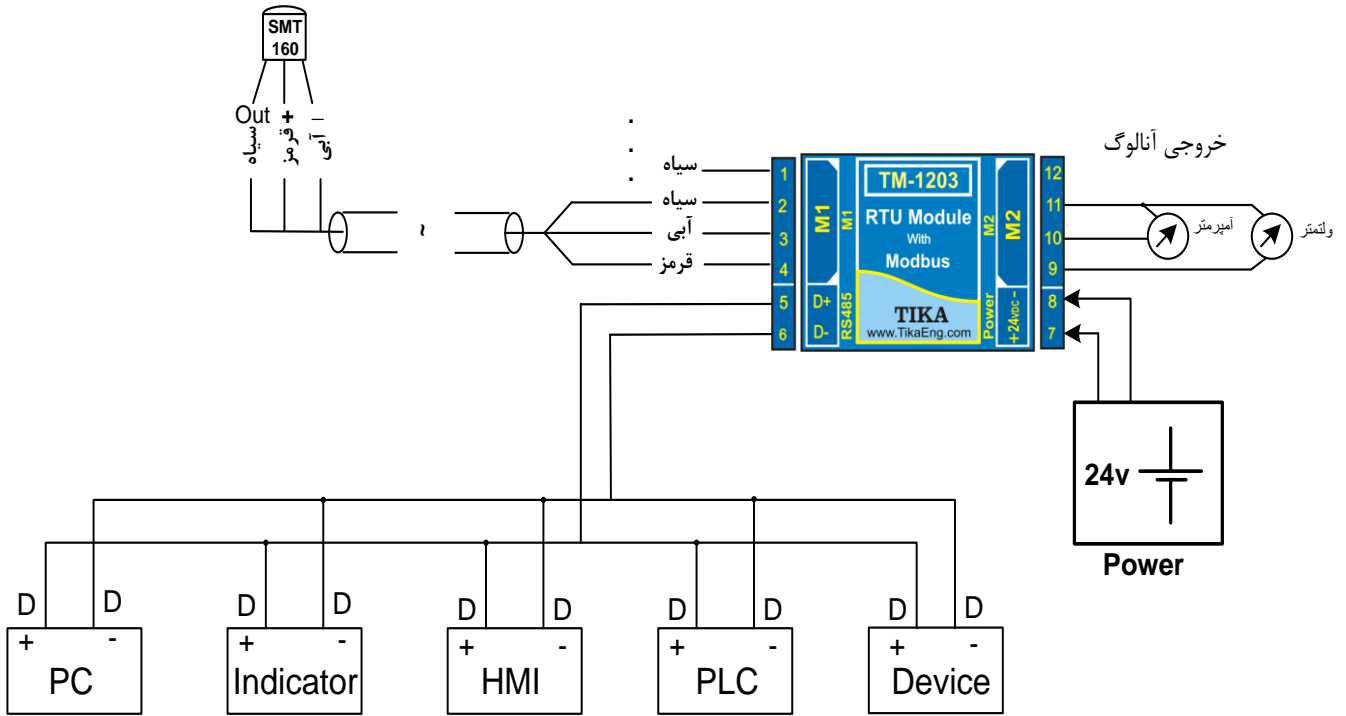 SMT
160
Out + –
سیاه
قرمز
آبی
~
سیاه
سیاه
آبی
قرمز
1
2
3
4
5
6
M1
M1
D+
D-
RS485
TM-1203
RTU Module
With
Modbus
TIKA
www.TikaEng.com
M2
M2
Power
+24VDC-
12
11
10
9
8
7
خروجی آنالوگ
آمپرمتر
ولتمتر
24v
Power
D D
+ -
PC
D D
+ -
Indicator
D D
+ -
HMI
D D
+ -
PLC
D D
+ -
Device